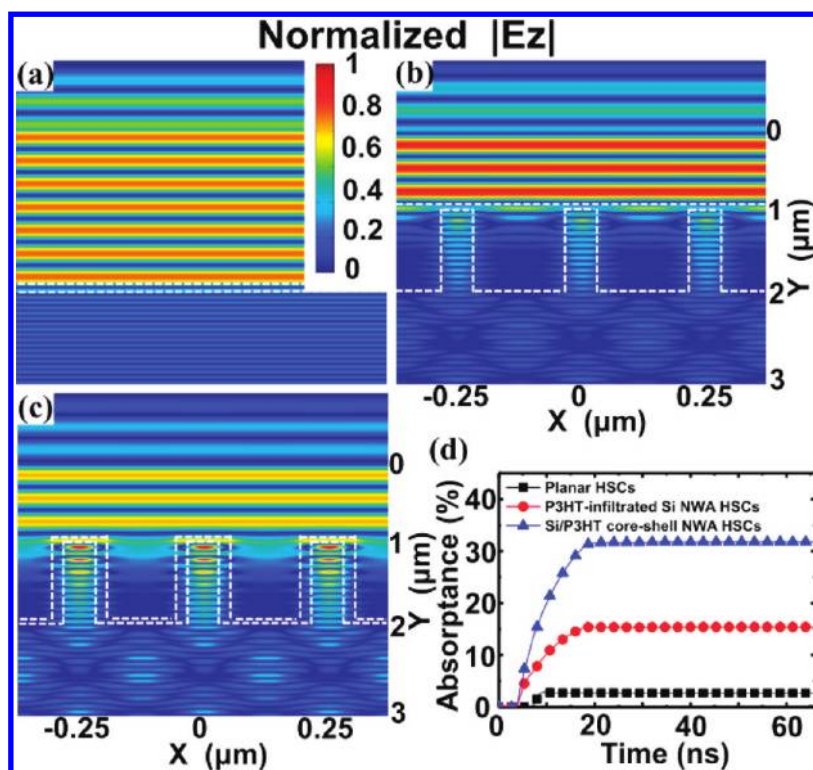 Normalized |Ez|
(a)
1
0.8
0.6
0.4
0.2
0
(b)
0
1
2
3
Y (μm)
-0.25 0 0.25
X (μm)
(c)
0
1
2
3
Y (μm)
-0.25 0 0.25
X (μm)
(d)
Absorptance (%)
40
30
20
10
0
Planar HSCs
P3HT-infiltrated Si NWA HSCs
Si/P3HT core-shell NWA HSCs
0 20 40 60
Time (ns)